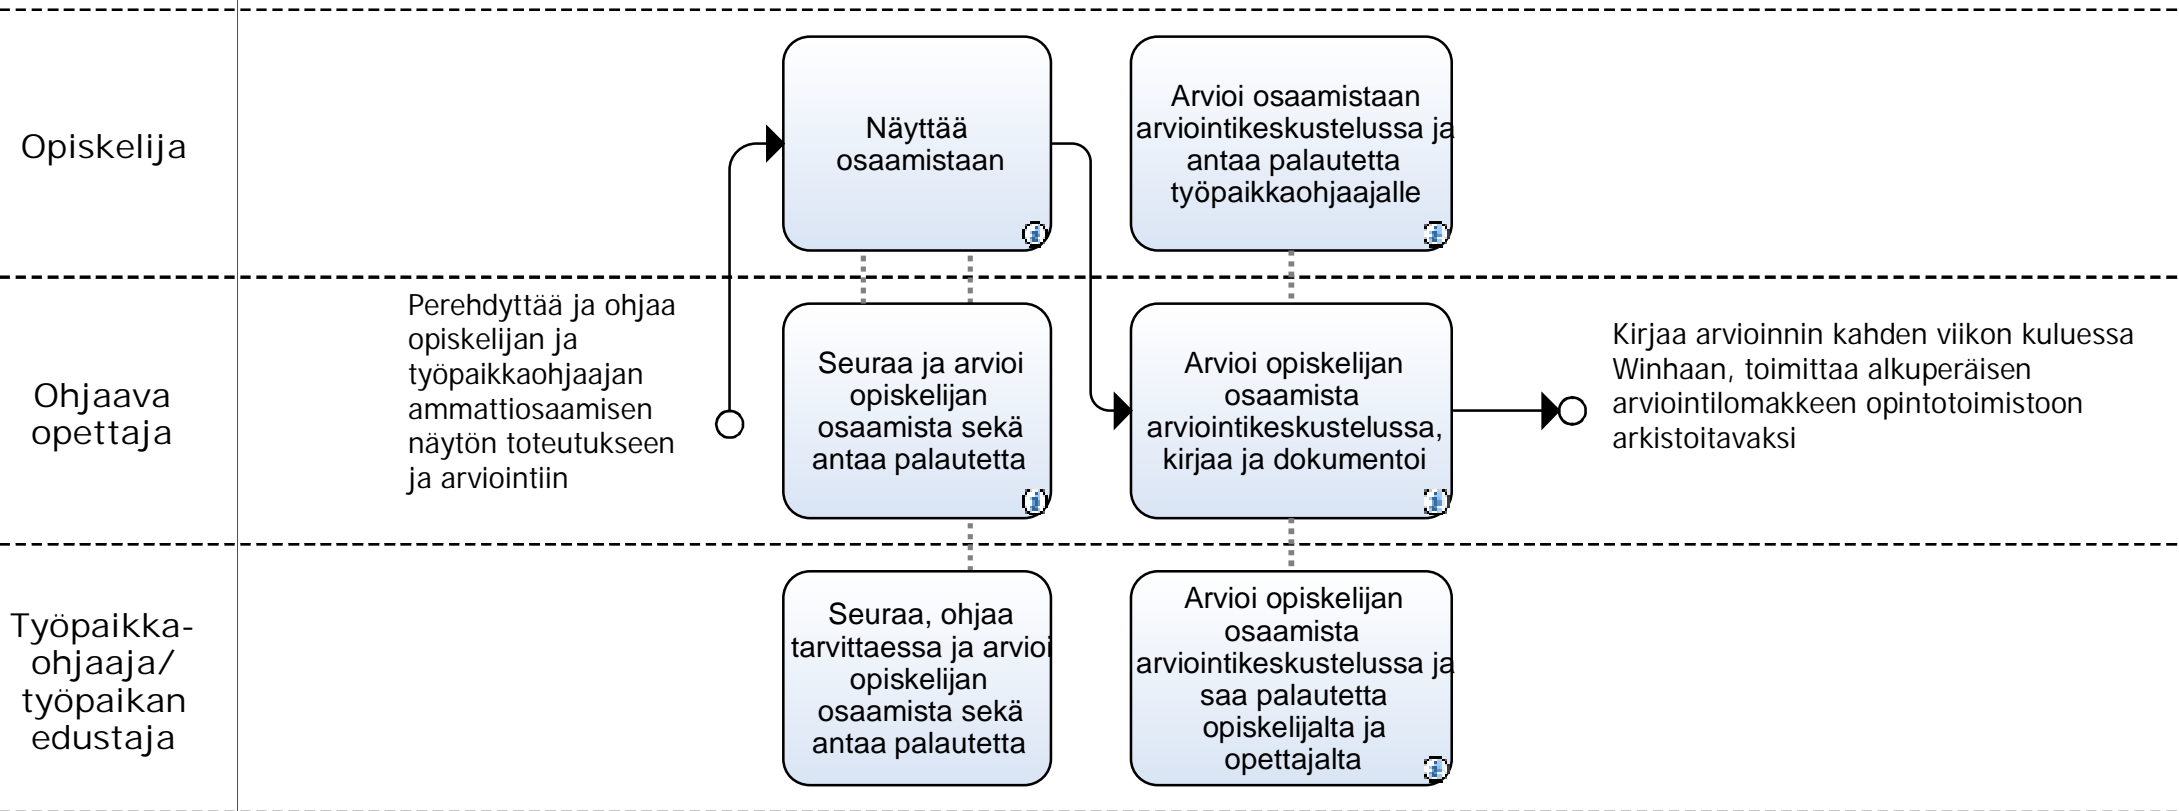 Opiskelija
Näyttää
osaamistaan
Arvioi osaamistaan
arviointikeskustelussa ja
antaa palautetta
työpaikkaohjaajalle
Ohjaava
opettaja
Perehdyttää ja ohjaa
opiskelijan ja
työpaikkaohjaajan
ammattiosaamisen
näytön toteutukseen
ja arviointiin
Seuraa ja arvioi
opiskelijan
osaamista sekä
antaa palautetta
Arvioi opiskelijan
osaamista
arviointikeskustelussa,
kirjaa ja dokumentoi
Kirjaa arvioinnin kahden viikon kuluessa
Winhaan, toimittaa alkuperäisen
arviointilomakkeen opintotoimistoon
arkistoitavaksi
Työpaikka-
ohjaaja/
työpaikan
edustaja
Seuraa, ohjaa
tarvittaessa ja arvioi
opiskelijan
osaamista sekä
antaa palautetta
Arvioi opiskelijan
osaamista
arviointikeskustelussa ja
saa palautetta
opiskelijalta ja
opettajalta